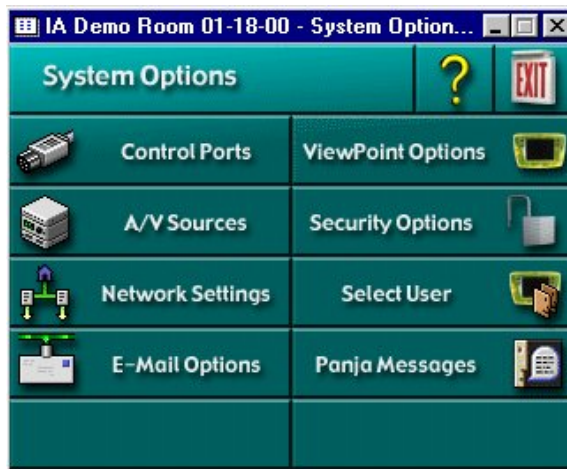 IA Demo Room 01-18-00 - System Option...
System Options
?
EXIT
Control Ports
ViewPoint Options
A/V Sources
Security Options
Network Settings
Select User
E-Mail Options
Panja Messages